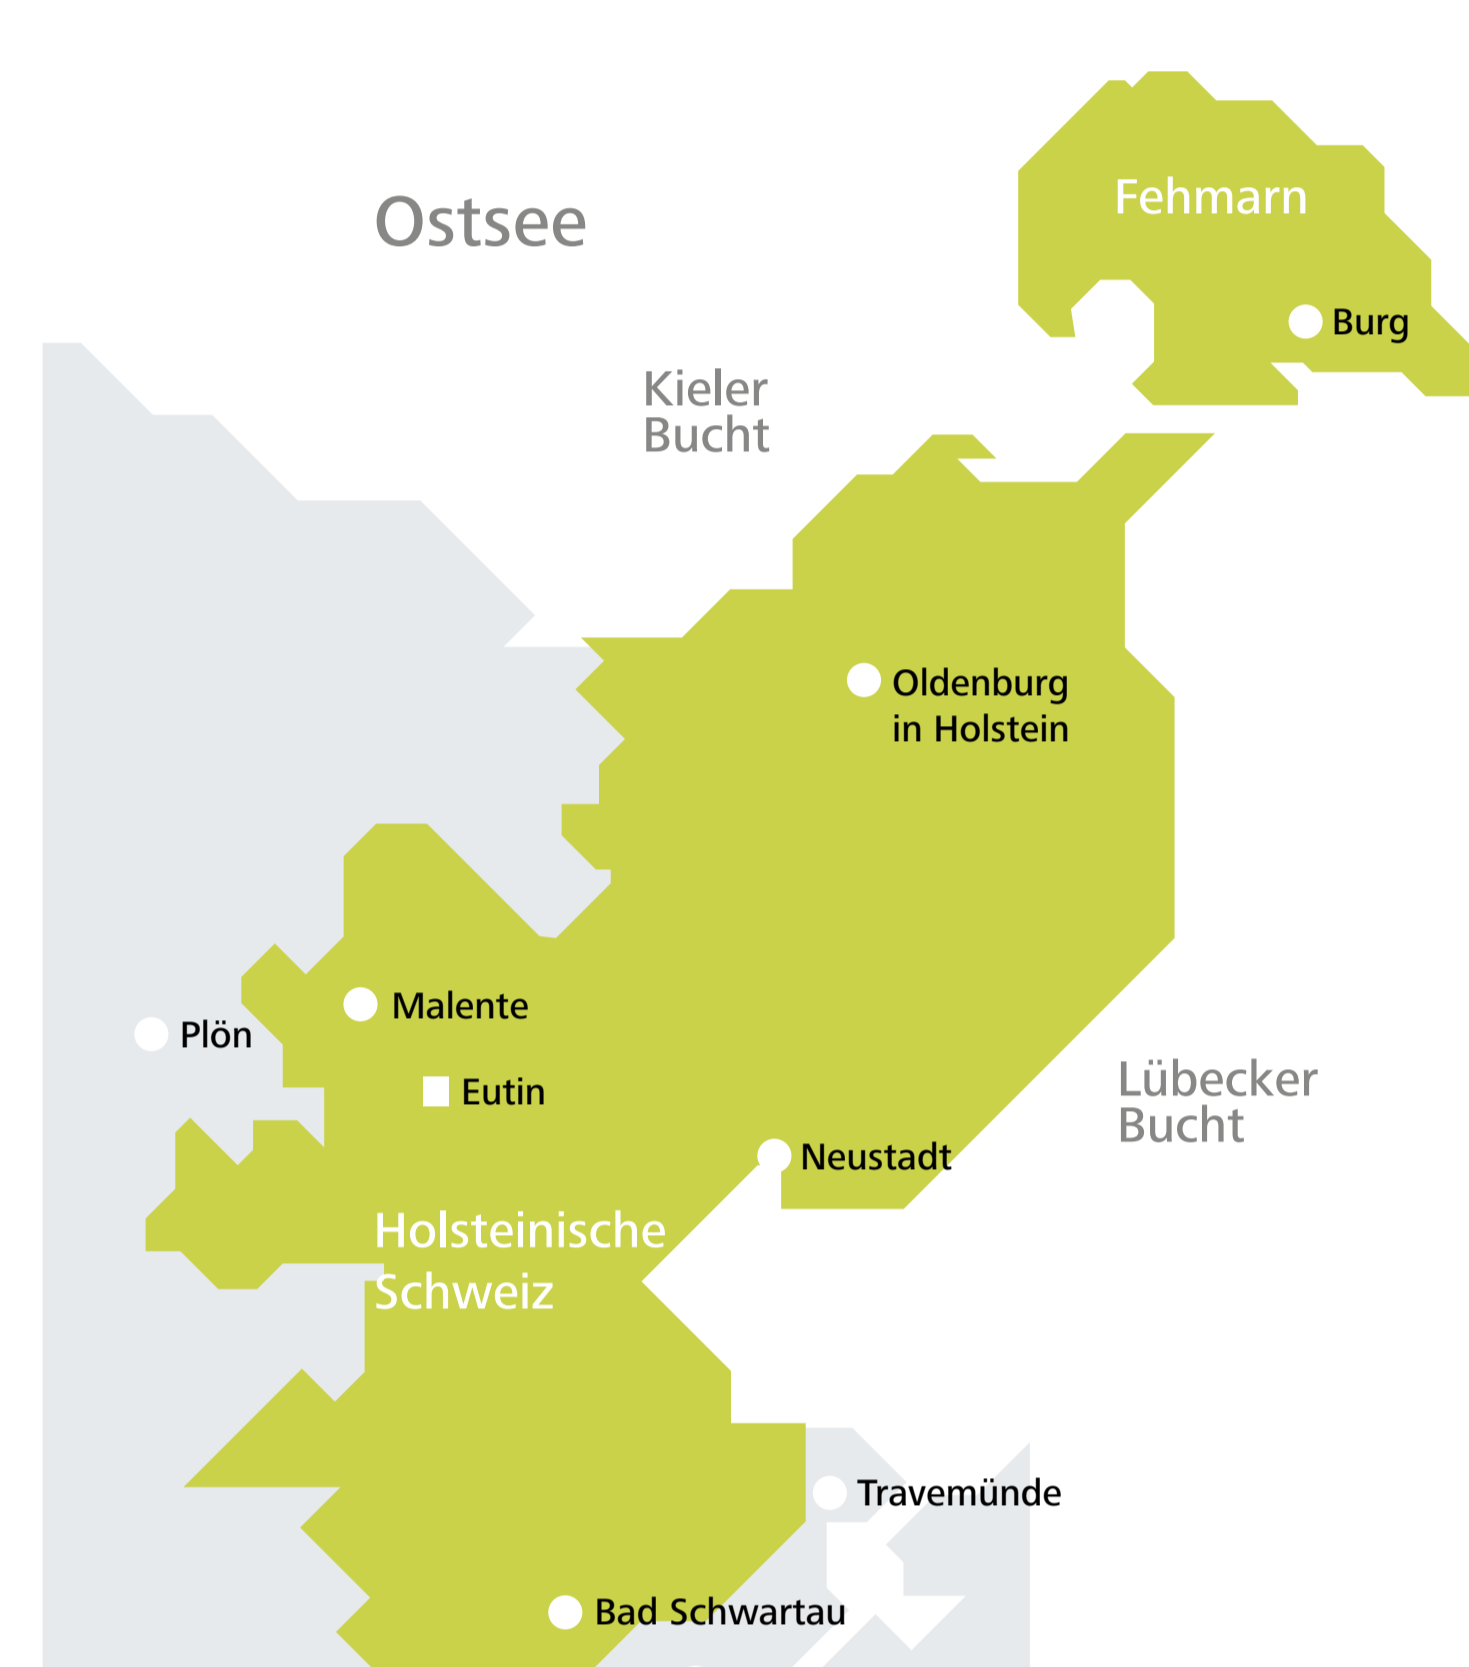 Fehmarn
Ostsee
Burg
Kieler
Bucht
Oldenburg
in Holstein
Malente
Plön
Eutin
Lübecker
Bucht
Neustadt
Holsteinische
Schweiz
Travemünde
Bad Schwartau